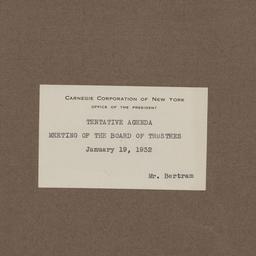 CARNEGIE CORPORATION OF NEW YORK
OFFICE OF THE PRESIDENT
TENTATIVE AGENDA
MEETING OF THE BOARD OF TRUSTEES
January 19, 1932
Mr. Bertram